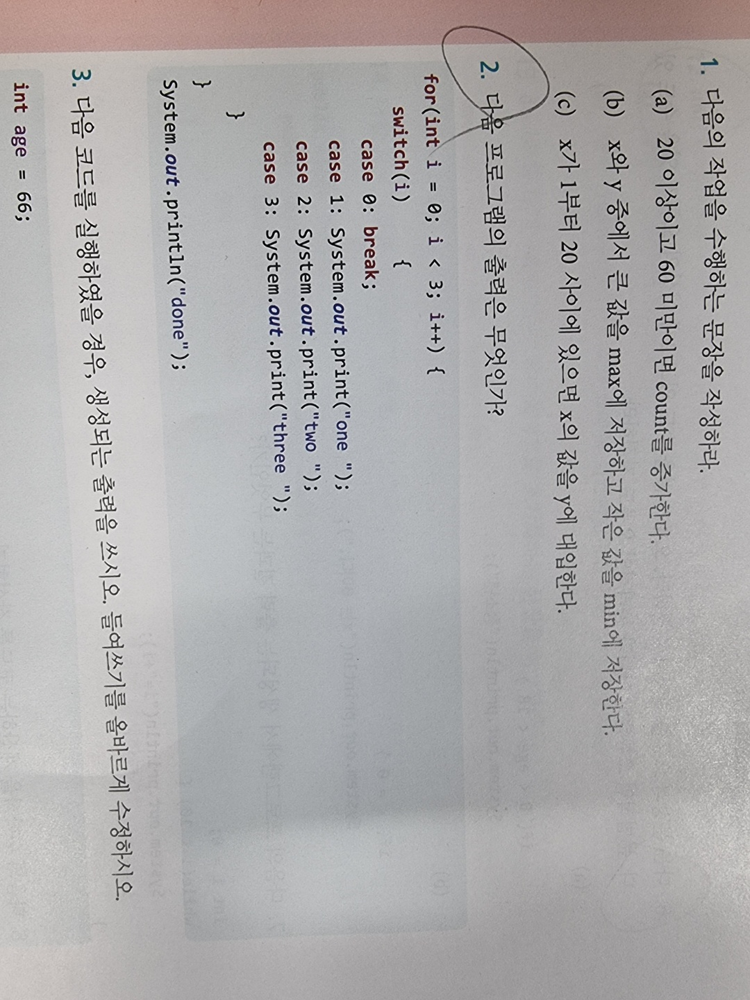 1. 다음의 작업을 수행하는 문장을 작성하라.
(a) 20 이상이고 60 미만이면 count를 증가한다.
(b) x와 y 중에서 큰 값을 max에 저장하고 작은 값을 min에 저장한다.
(c) x가 1부터 20 사이에 있으면 x의 값을 y에 대입한다.
2. 다음 프로그램의 출력은 무엇인가?
for(int i = 0; i < 3; i++) {
switch(i) {
case 0: break;
case 1: System.out.print("one ");
case 2: System.out.print("two ");
case 3: System.out.print("three ");
}
}
System.out.println("done");
3. 다음 코드를 실행하였을 경우, 생성되는 출력을 쓰시오. 들여쓰기를 올바르게 수정하시오.
int age = 66;